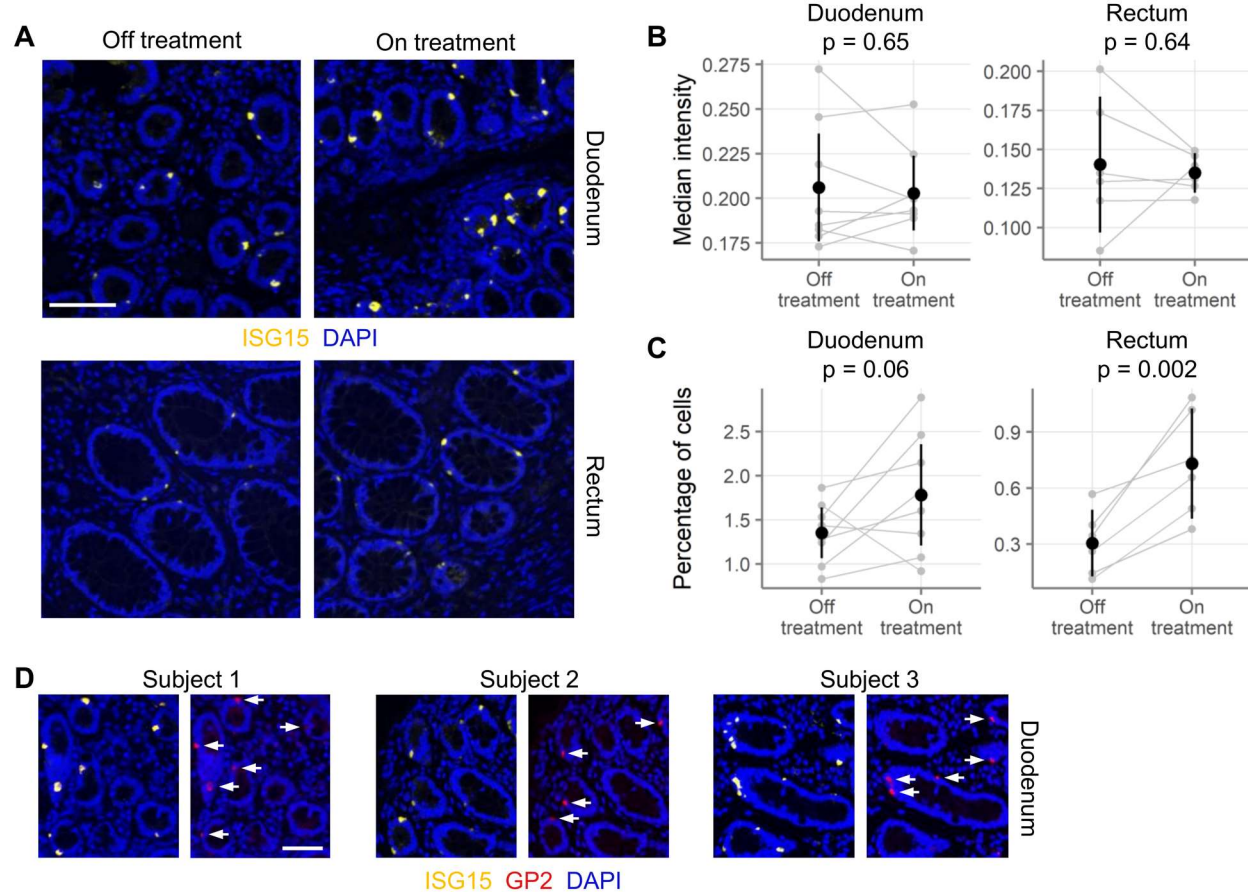 A
Off treatment
On treatment
Duodenum
ISG15 DAPI
Rectum
B
Duodenum
p = 0.65
Rectum
p = 0.64
Median intensity
0.275
0.250
0.225
0.200
0.175
Off
treatment
On
treatment
0.200
0.175
0.150
0.125
0.100
Off
treatment
On
treatment
C
Duodenum
p = 0.06
Rectum
p = 0.002
Percentage of cells
2.5
2.0
1.5
1.0
Off
treatment
On
treatment
0.9
0.6
0.3
Off
treatment
On
treatment
D
Subject 1
Subject 2
Subject 3
Duodenum
ISG15 GP2 DAPI